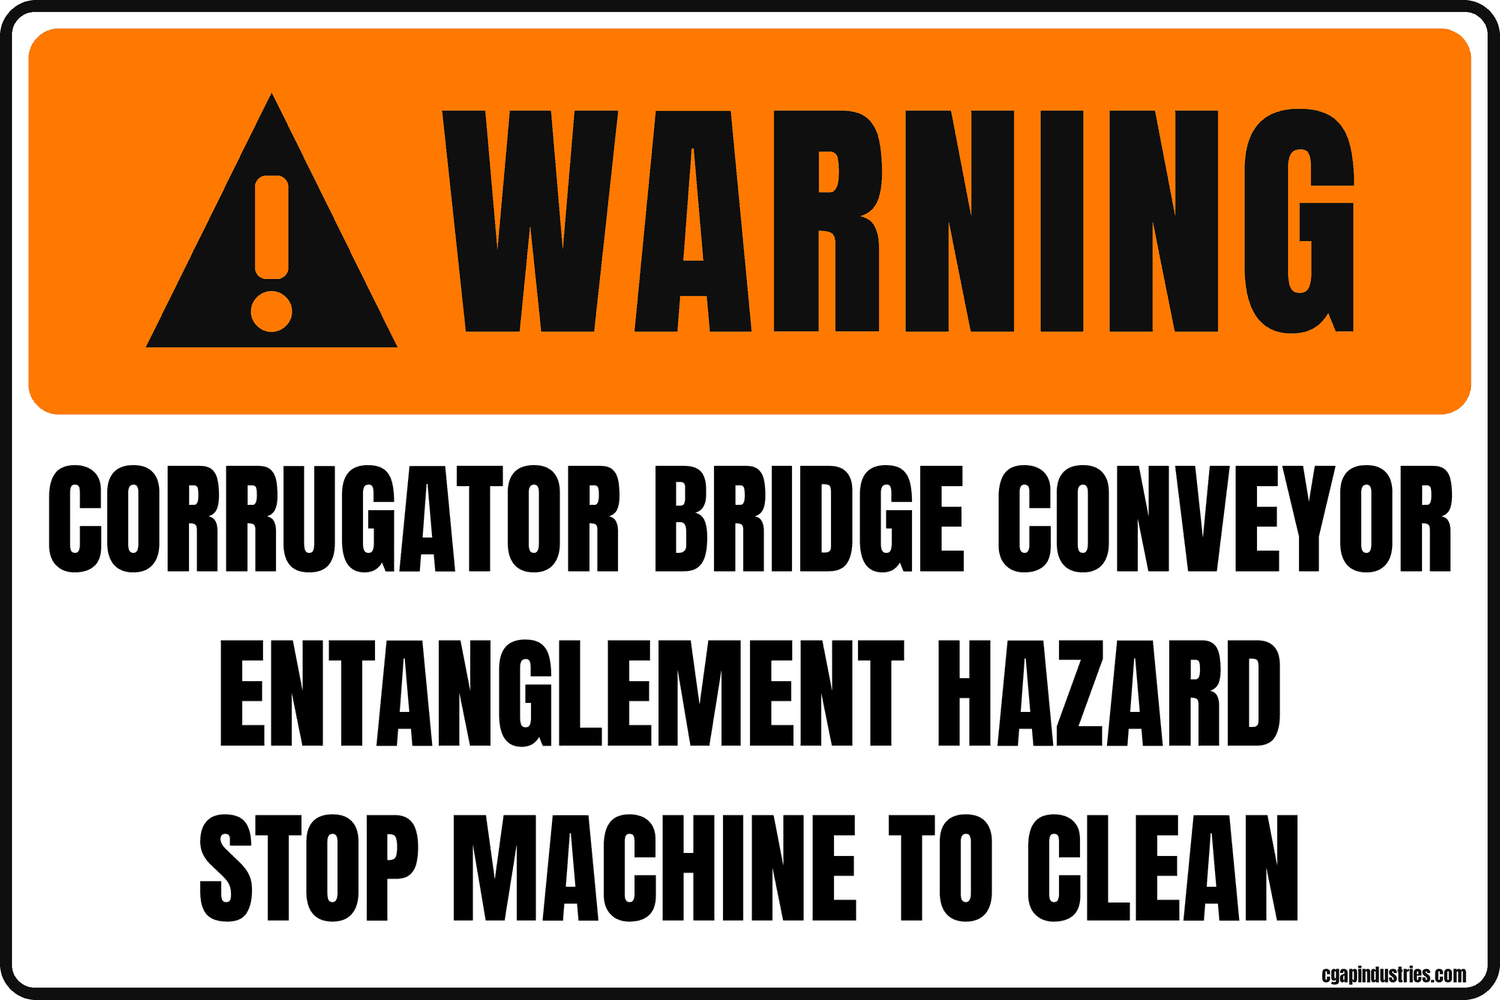 WARNING
CORRUGATOR BRIDGE CONVEYOR
ENTANGLEMENT HAZARD
STOP MACHINE TO CLEAN
cgapindustries.com